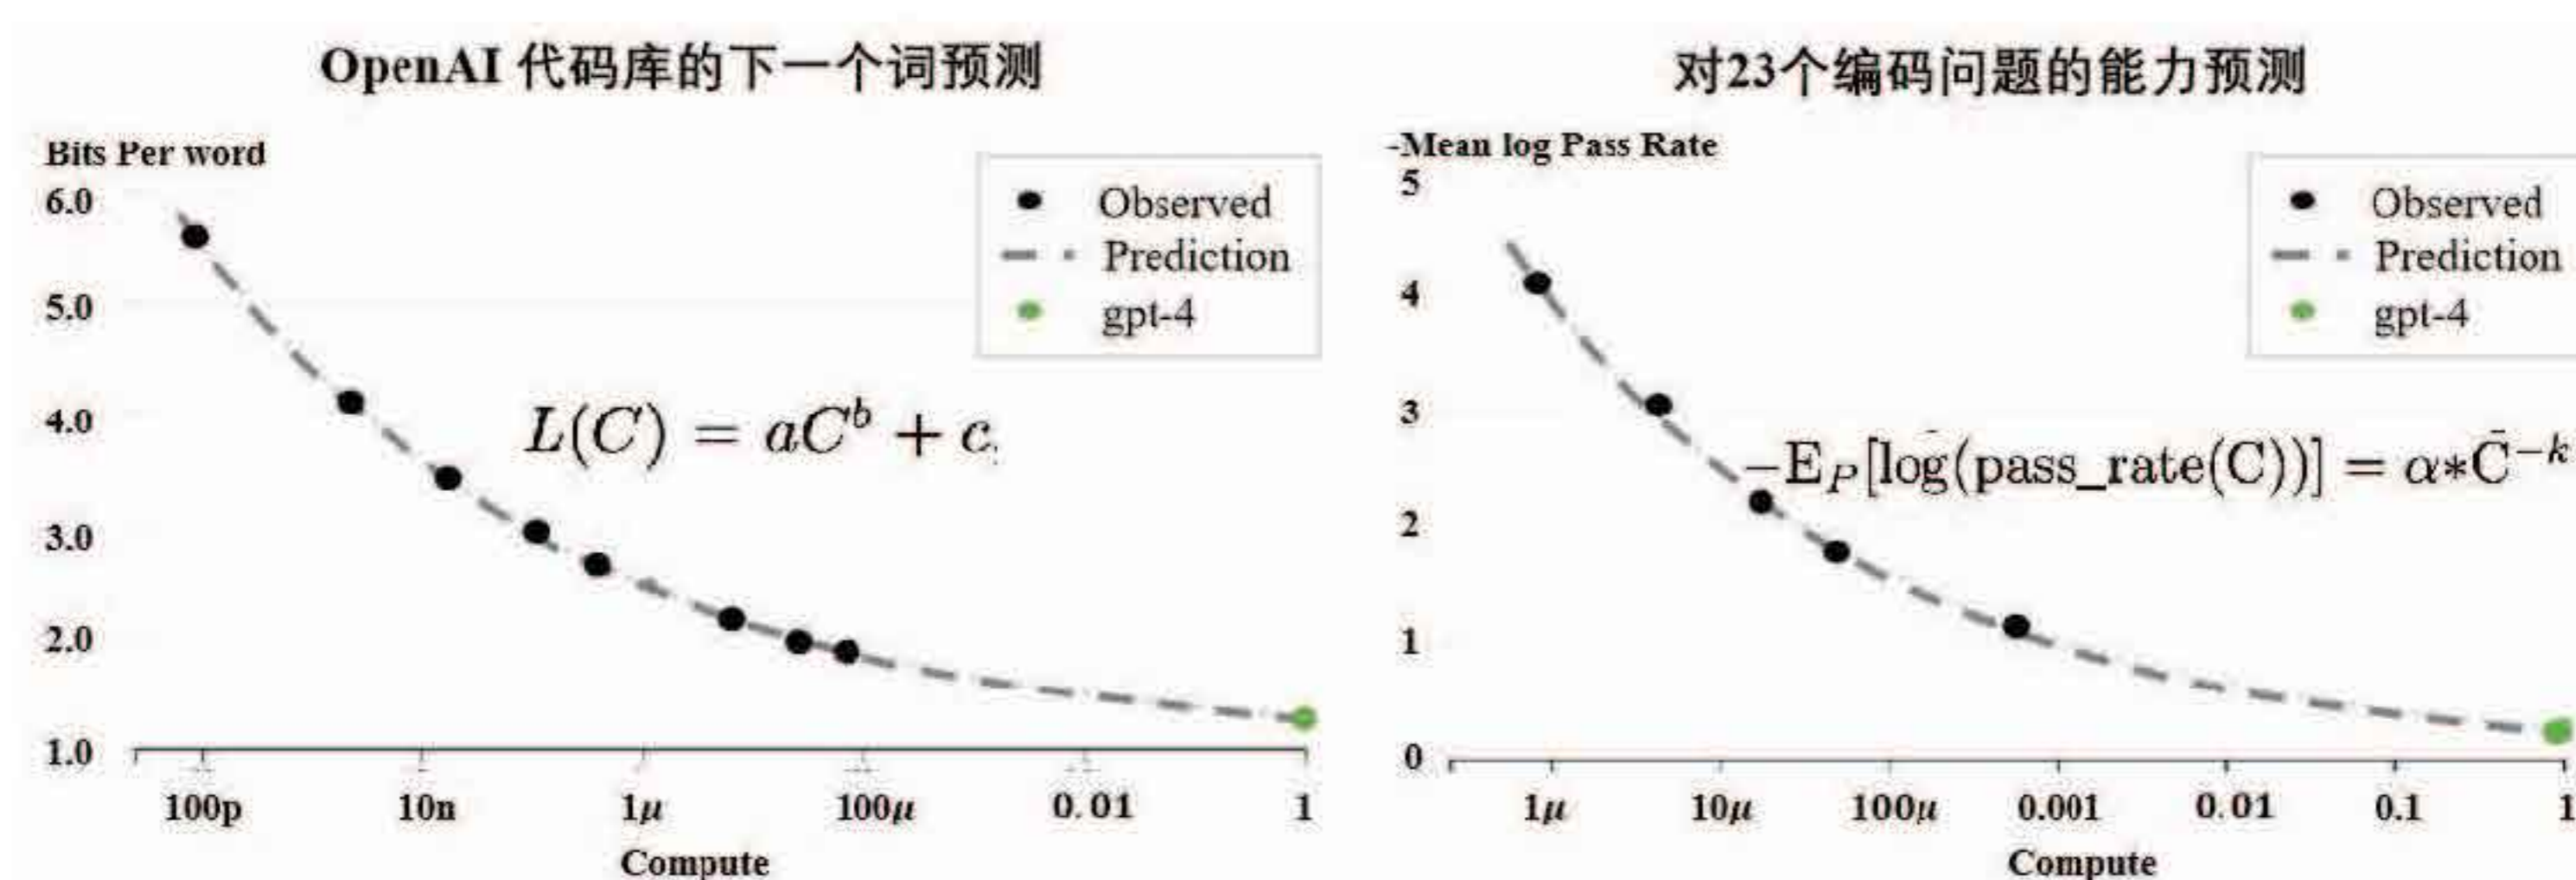 OpenAI 代码库的下一个词预测
Bits Per word
6.0
5.0
4.0
3.0
2.0
1.0
Observed
Prediction
gpt-4
L(C) = aC^b + c,
100p 10n 1μ 100μ 0.01 1
Compute
对23个编码问题的能力预测
-Mean log Pass Rate
5
4
3
2
1
0
Observed
Prediction
gpt-4
−E_P[log(pass_rate(C))] = α*C^{−k}
1μ 10μ 100μ 0.001 0.01 0.1 1
Compute